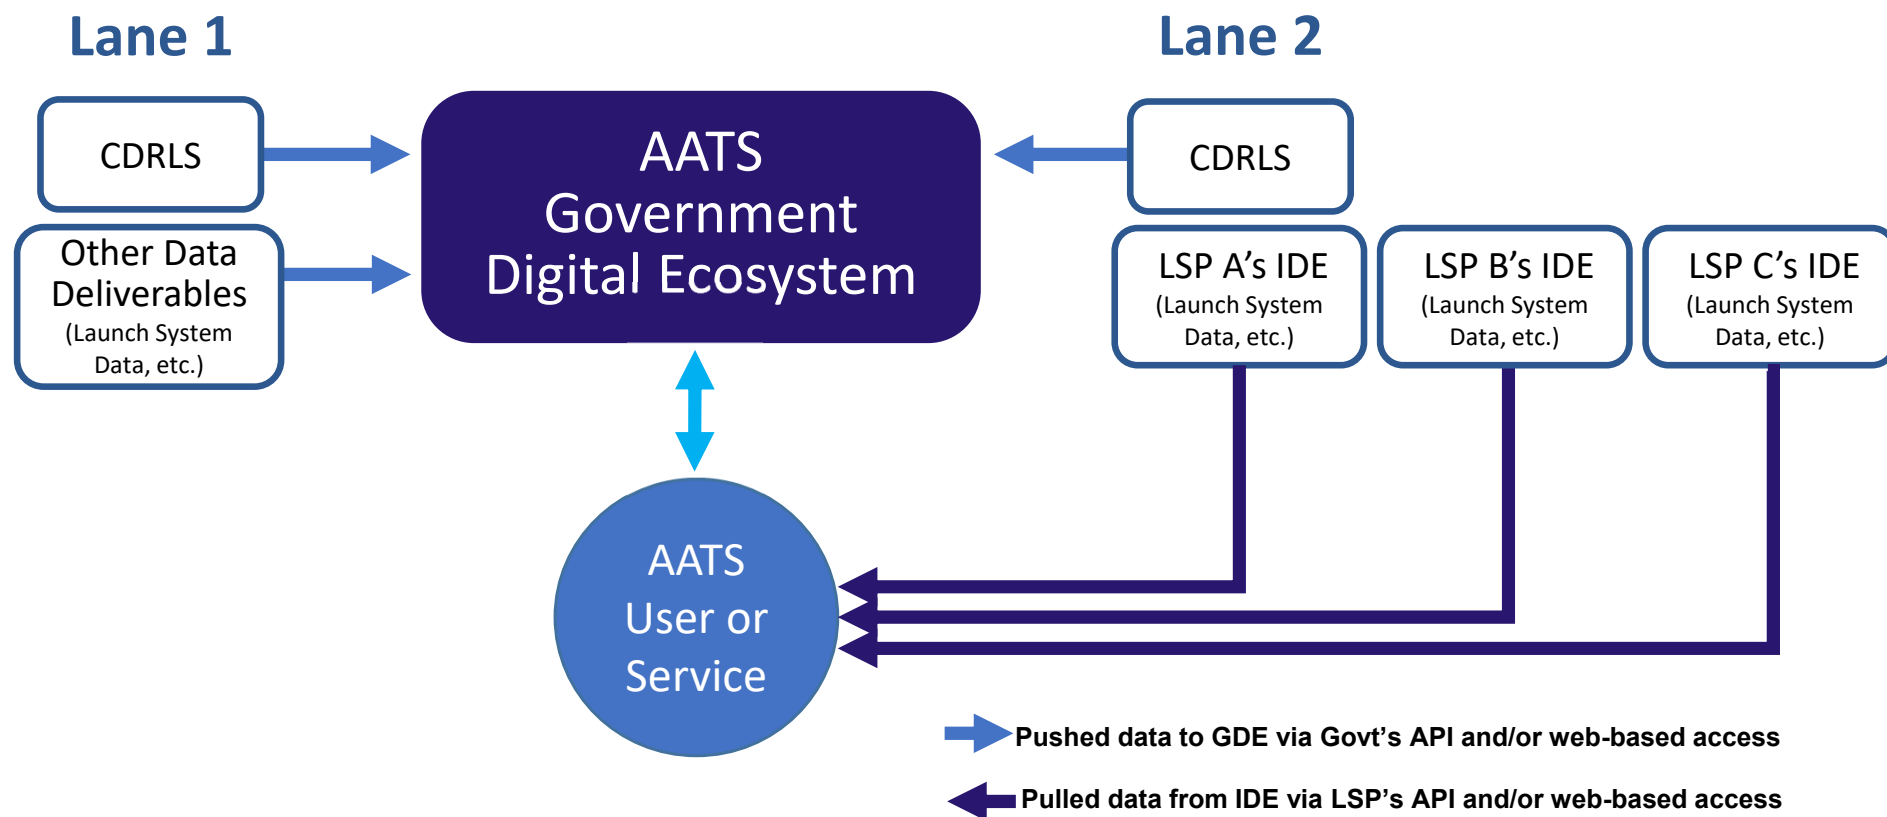 Lane 1
Lane 2
CDRLS
Other Data
Deliverables
(Launch System
Data, etc.)
AATS
Government
Digital Ecosystem
CDRLS
LSP A’s IDE
(Launch System
Data, etc.)
LSP B’s IDE
(Launch System
Data, etc.)
LSP C’s IDE
(Launch System
Data, etc.)
AATS
User or
Service
Pushed data to GDE via Govt’s API and/or web-based access
Pulled data from IDE via LSP’s API and/or web-based access